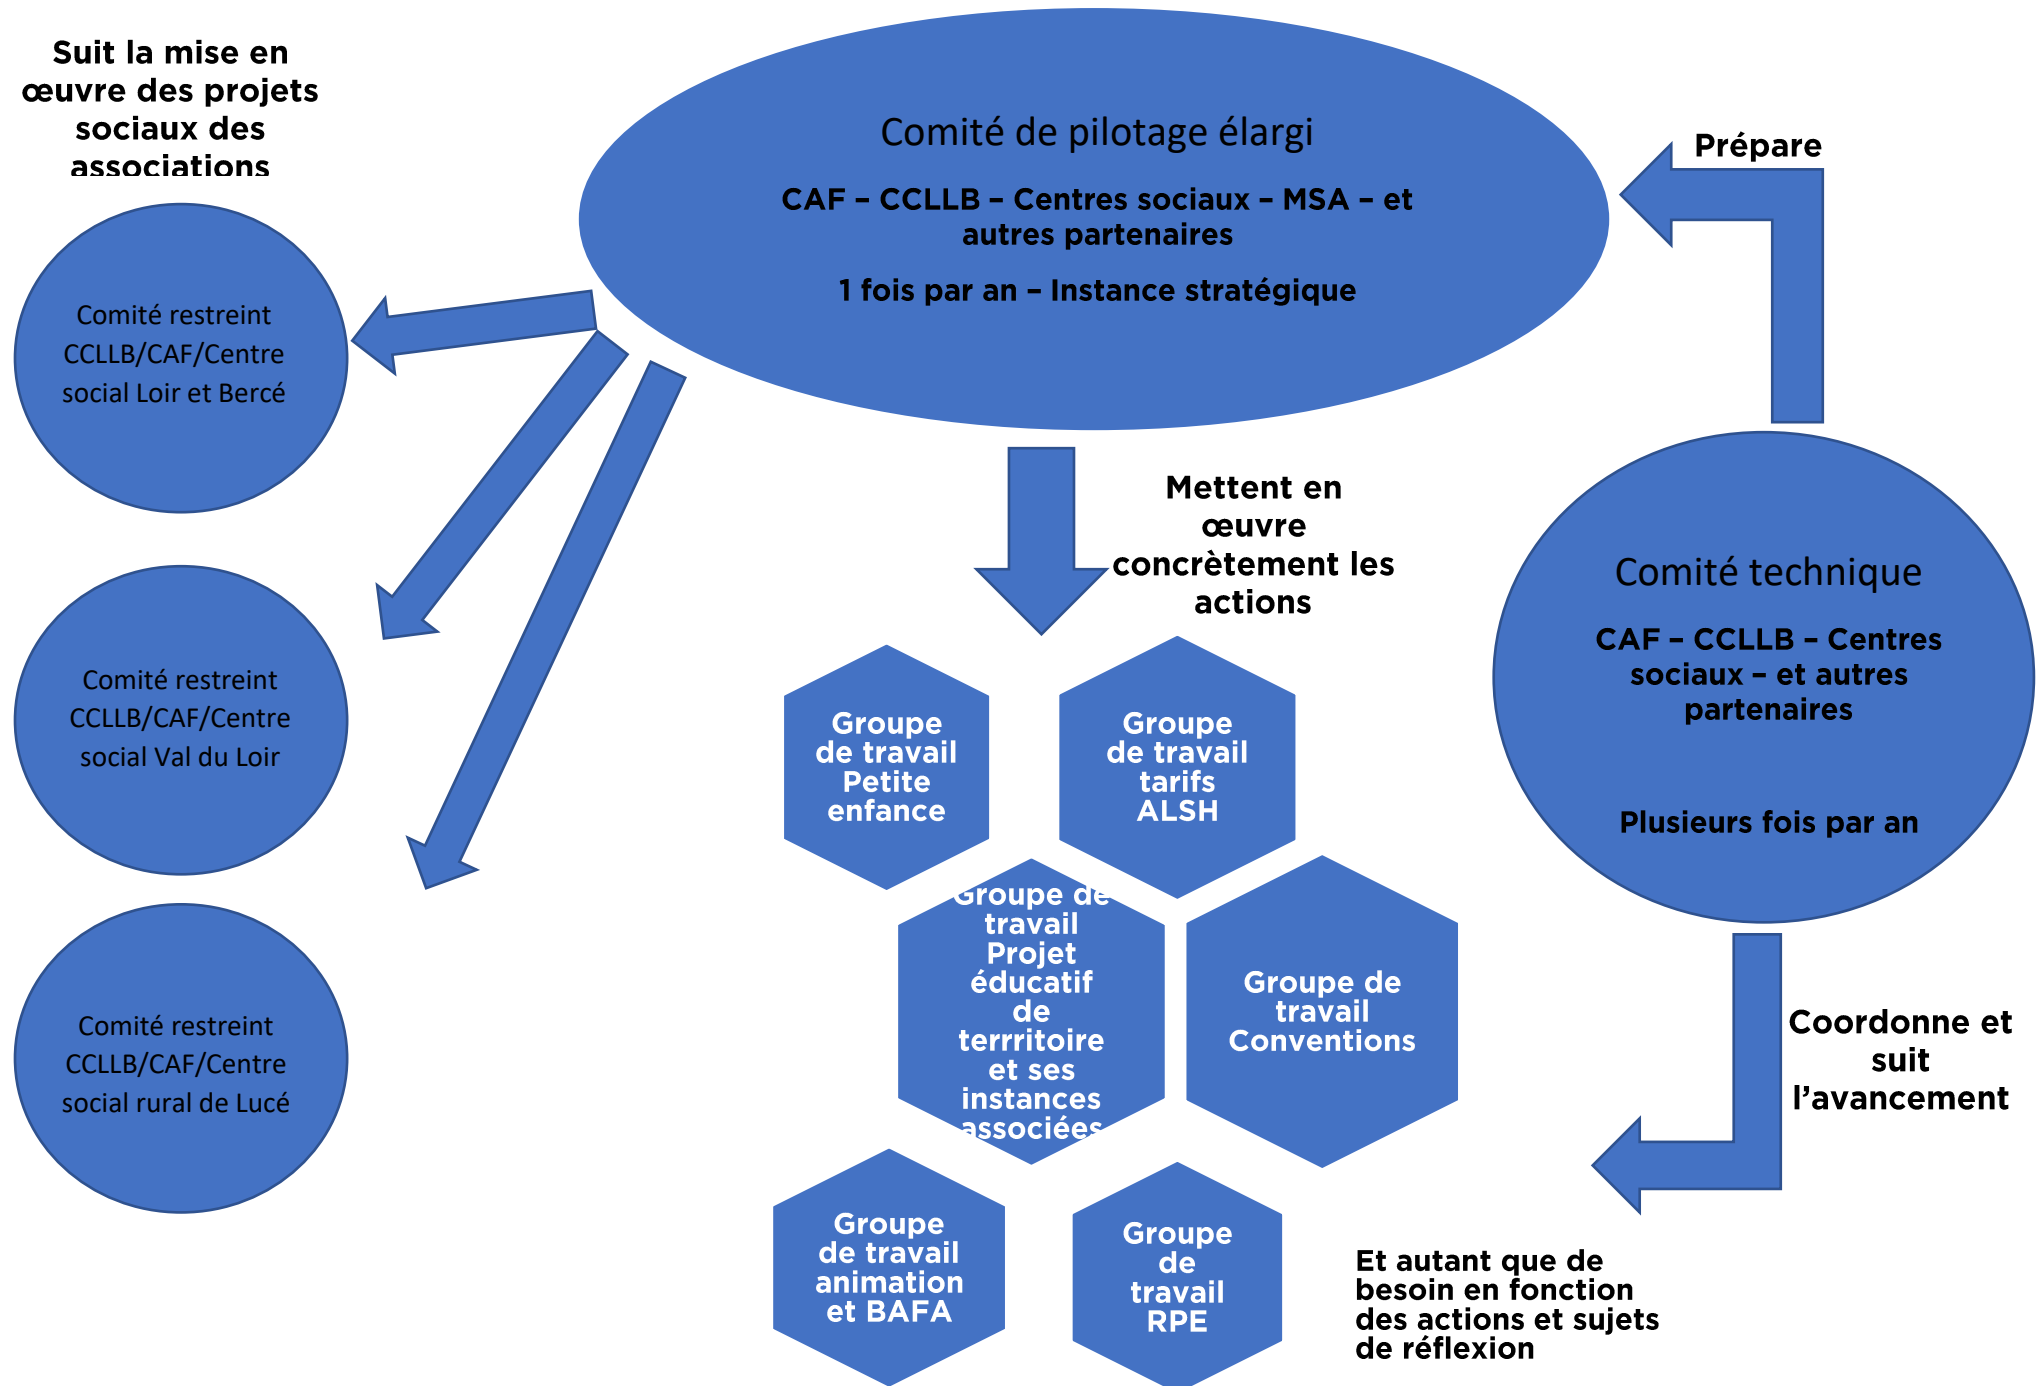 Suit la mise en
œuvre des projets
sociaux des
associations
Comité de pilotage élargi
CAF – CCLLB – Centres sociaux – MSA – et
autres partenaires
1 fois par an – Instance stratégique
Prépare
Comité restreint
CCLLB/CAF/Centre
social Loir et Bercé
Comité restreint
CCLLB/CAF/Centre
social Val du Loir
Comité restreint
CCLLB/CAF/Centre
social rural de Lucé
Mettent en
œuvre
concrètement les
actions
Comité technique
CAF – CCLLB – Centres
sociaux – et autres
partenaires
Plusieurs fois par an
Groupe
de travail
Petite
enfance
Groupe
de travail
tarifs
ALSH
Groupe de
travail
Projet
éducatif
de
terrritoire
et ses
instances
associées
Groupe de
travail
Conventions
Coordonne et
suit
l’avancement
Groupe
de travail
animation
et BAFA
Groupe
de
travail
RPE
Et autant que de
besoin en fonction
des actions et sujets
de réflexion